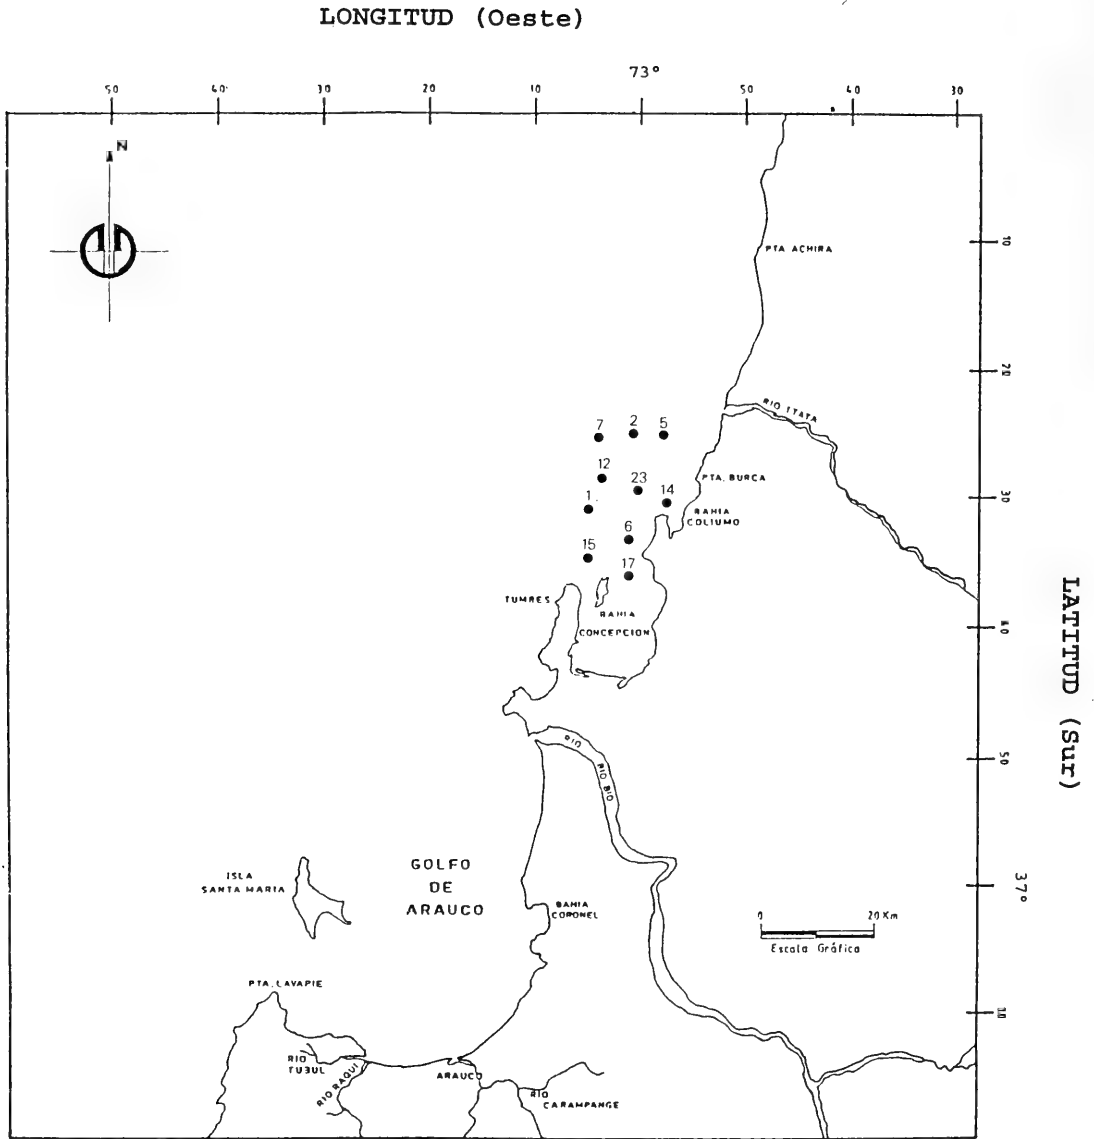 LONGITUD (Oeste)
73°
50 40 30 20 10 50 40 30
N
PTA ACHIRA
10
20
RIO ITATA
7 2 5
12
23
PTA. BURCA
1
14
30
BAHIA
COLIUMO
6
15
17
TUMBES
BAHIA
CONCEPCION
40
LATITUD (Sur)
RIO
RIO BIO
50
ISLA
SANTA MARIA
GOLFO
DE
ARAUCO
37°
BAHIA
CORONEL
0 20 Km
Escala Gráfica
PTA. LAVAPIE
10
RIO
TUBUL
RIO RAQUI
ARAUCO
RIO
CARAMPANGE